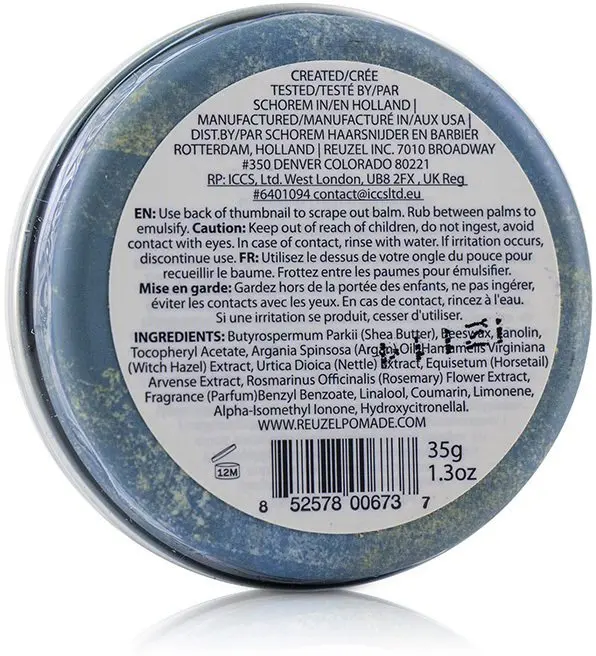 CREATED/CRÉE
TESTED/TESTÉ BY/PAR
SCHOREM IN/EN HOLLAND |
MANUFACTURED/MANUFACTURÉ IN/AUX USA |
DIST.BY/PAR SCHOREM HAARSNIJDER EN BARBIER
ROTTERDAM, HOLLAND | REUZEL INC. 7010 BROADWAY
#350 DENVER COLORADO 80221
RP: ICCS, Ltd. West London, UB8 2FX, UK Reg
#6401094 contact@iccsltd.eu
EN: Use back of thumbnail to scrape out balm. Rub between palms to
emulsify. Caution: Keep out of reach of children, do not ingest, avoid
contact with eyes. In case of contact, rinse with water. If irritation occurs,
discontinue use. FR: Utilisez le dessus de votre ongle du pouce pour
recueillir le baume. Frottez entre les paumes pour émulsifier.
Mise en garde: Gardez hors de la portée des enfants, ne pas ingérer,
éviter les contacts avec les yeux. En cas de contact, rincez à l'eau.
Si une irritation se produit, cesser d'utiliser.
INGREDIENTS: Butyrospermum Parkii (Shea Butter), Beeswax, Lanolin,
Tocopheryl Acetate, Argania Spinosa (Argan) Oil, Hammelis Virginiana
(Witch Hazel) Extract, Urtica Dioica (Nettle) Extract, Equisetum (Horsetail)
Arvense Extract, Rosmarinus Officinalis (Rosemary) Flower Extract,
Fragrance (Parfum)Benzyl Benzoate, Linalool, Coumarin, Limonene,
Alpha-Isomethyl Ionone, Hydroxycitronellal.
WWW.REUZELPOMADE.COM
12M
35g
1.3oz
8 52578 00673 7